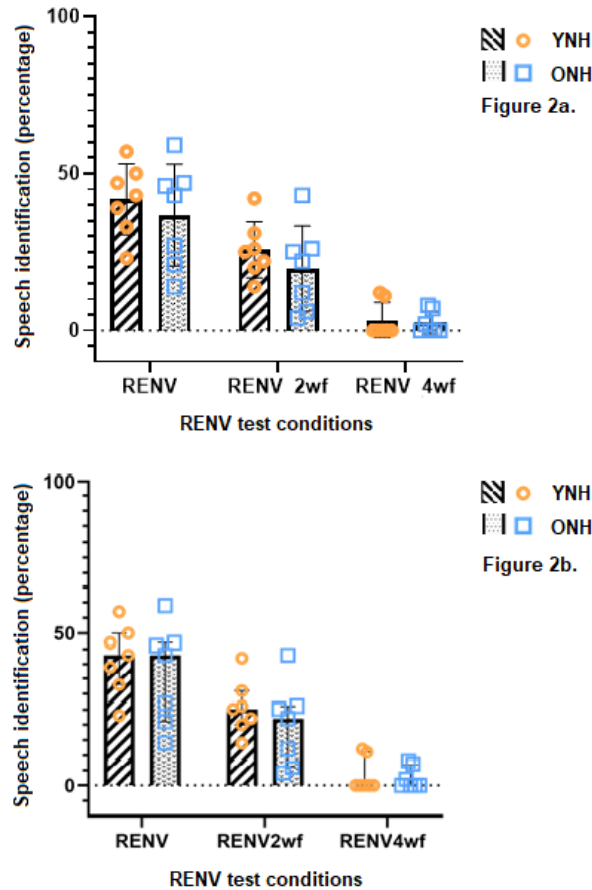 Speech identification (percentage)
100
50
0
YNH
ONH
Figure 2a.
RENV
RENV 2wf
RENV 4wf
RENV test conditions
Speech identification (percentage)
100
50
0
YNH
ONH
Figure 2b.
RENV
RENV2wf
RENV4wf
RENV test conditions